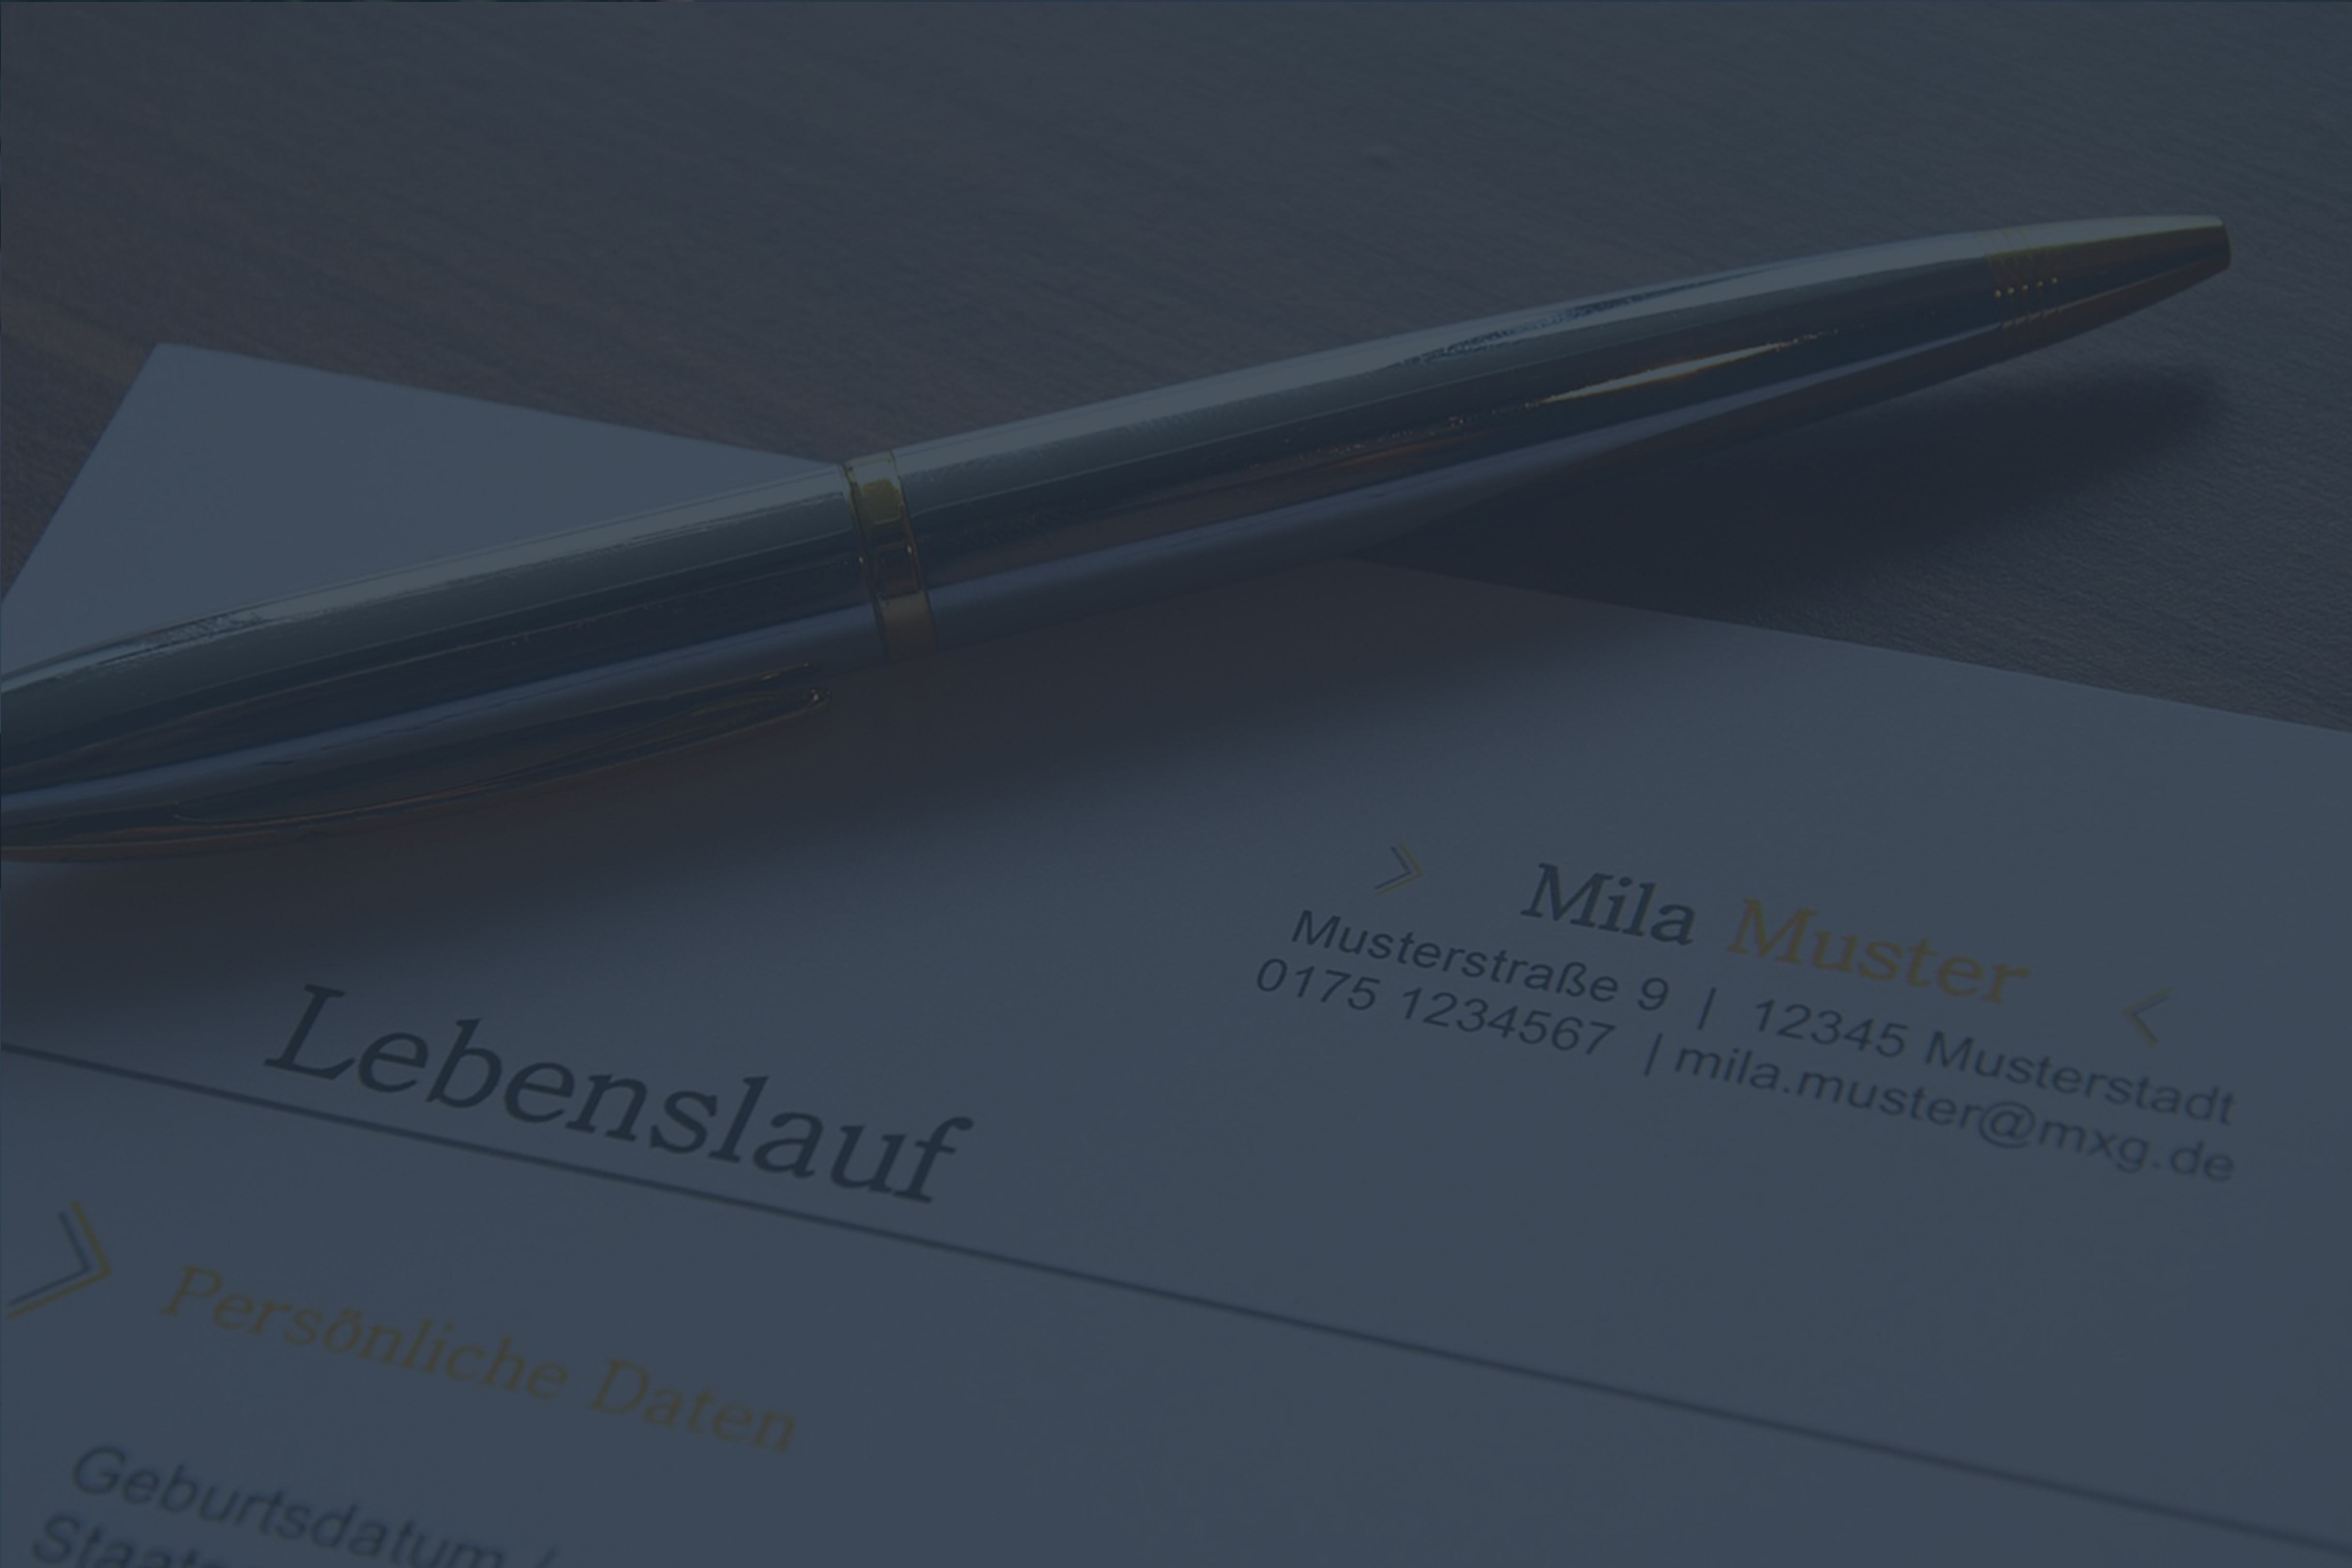 Mila Muster
Musterstraße 9 | 12345 Musterstadt
0175 1234567 | mila.muster@mxg.de
Lebenslauf
Persönliche Daten
Geburtsdatum /